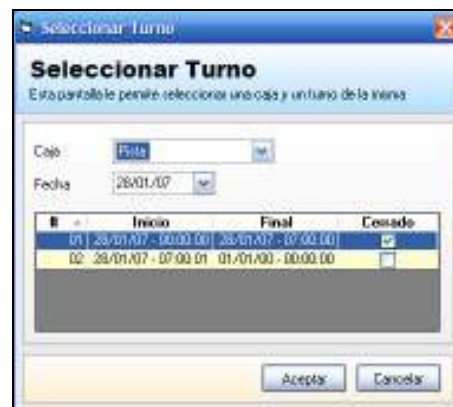 Seleccionar Turno
Seleccionar Turno
Esta pantalla le permite seleccionar una caja y un turno de la misma
Caja Pista
Fecha 28/01/07
# Inicio Final Cerrado
01 28/01/07 - 00:00:00 28/01/07 - 07:00:00
02 28/01/07 - 07:00:01 01/01/00 - 00:00:00
Aceptar Cancelar